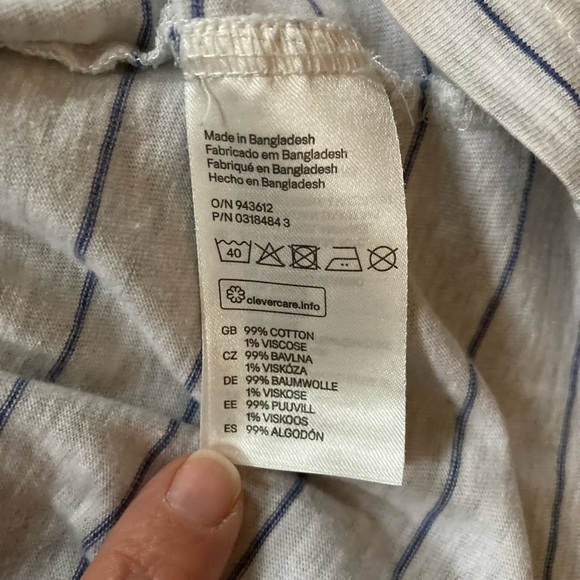 Made in Bangladesh
Fabricado em Bangladesh
Fabriqué en Bangladesh
Hecho en Bangladesh
O/N 943612
P/N 0318484 3
40
clevercare.info
GB 99% COTTON
1% VISCOSE
CZ 99% BAVLNA
1% VISKÓZA
DE 99% BAUMWOLLE
1% VISKOSE
EE 99% PUUVILL
1% VISKOOS
ES 99% ALGODÓN